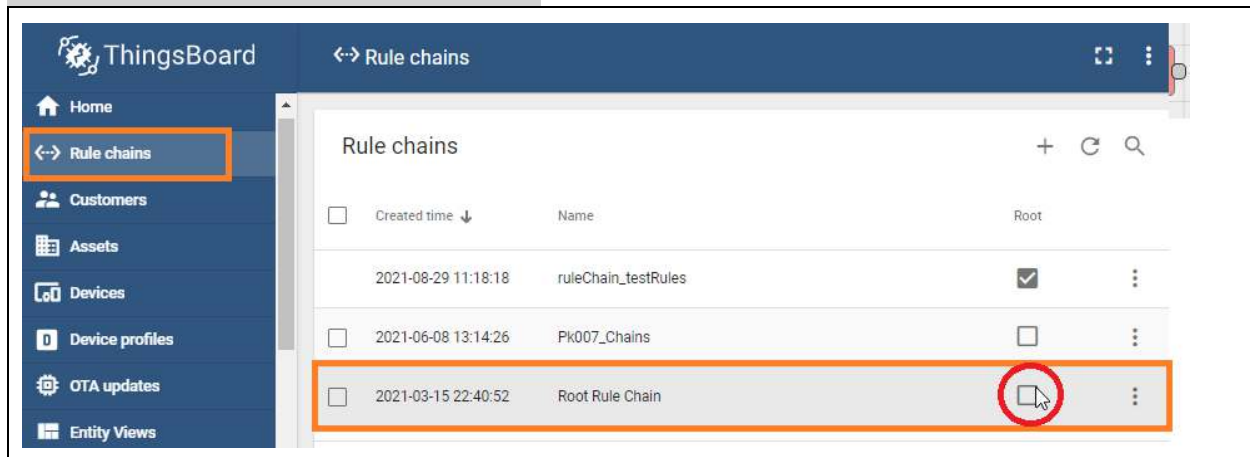 ThingsBoard
Rule chains
Home
Rule chains
Customers
Assets
Devices
D Device profiles
OTA updates
Entity Views
Rule chains
Created time Name Root
2021-08-29 11:18:18 ruleChain_testRules
2021-06-08 13:14:26 Pk007_Chains
2021-03-15 22:40:52 Root Rule Chain